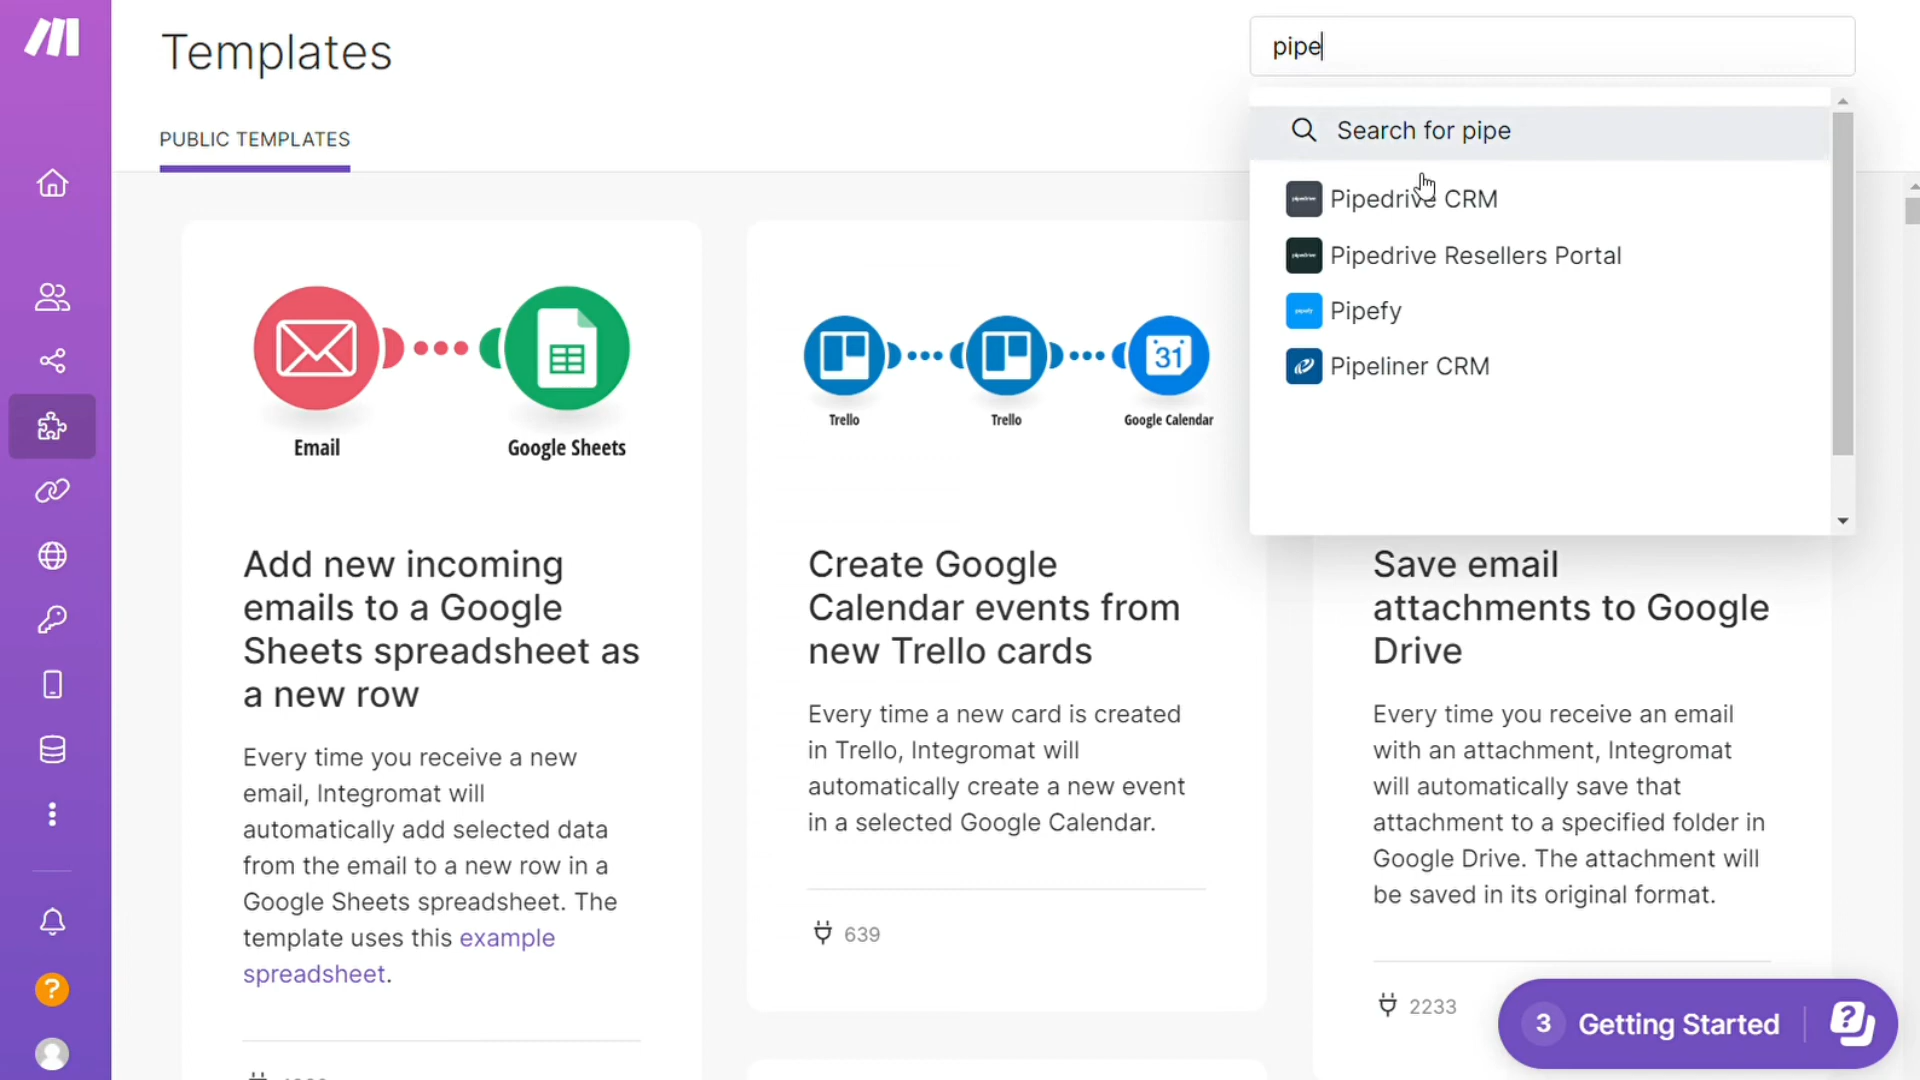 Templates
pipe
PUBLIC TEMPLATES
Search for pipe
Pipedrive CRM
Pipedrive Resellers Portal
Pipefy
Pipeliner CRM
Email
Google Sheets
Trello
Trello
31
Google Calendar
Add new incoming
emails to a Google
Sheets spreadsheet as
a new row
Every time you receive a new
email, Integromat will
automatically add selected data
from the email to a new row in a
Google Sheets spreadsheet. The
template uses this example
spreadsheet.
Create Google
Calendar events from
new Trello cards
Every time a new card is created
in Trello, Integromat will
automatically create a new event
in a selected Google Calendar.
639
Save email
attachments to Google
Drive
Every time you receive an email
with an attachment, Integromat
will automatically save that
attachment to a specified folder in
Google Drive. The attachment will
be saved in its original format.
2233
?
3 Getting Started ?